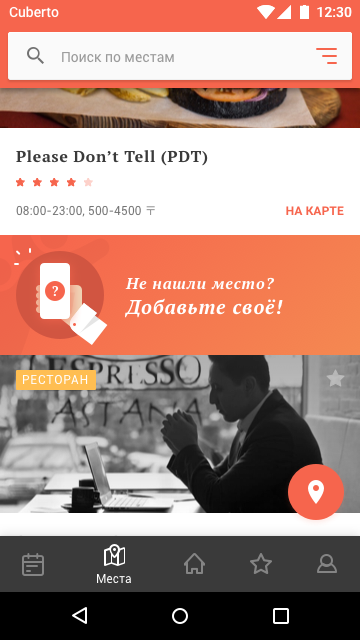 Cuberto 12:30
Поиск по местам
Please Don’t Tell (PDT)
08:00-23:00, 500-4500 ₸
НА КАРТЕ
?
Не нашли место?
Добавьте своё!
ESPRESSO
ASTANA
РЕСТОРАН
Места